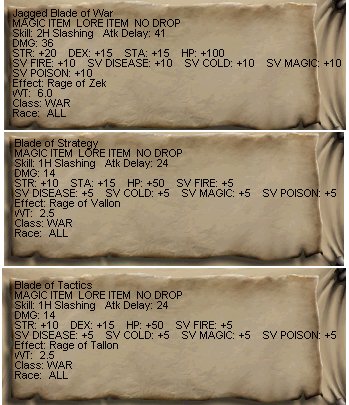 Jagged Blade of War
MAGIC ITEM LORE ITEM NO DROP
Skill: 2H Slashing Atk Delay: 41
DMG: 36
STR: +20 DEX: +15 STA: +15 HP: +100
SV FIRE: +10 SV DISEASE: +10 SV COLD: +10 SV MAGIC: +10
SV POISON: +10
Effect: Rage of Zek
WT: 6.0
Class: WAR
Race: ALL
Blade of Strategy
MAGIC ITEM LORE ITEM NO DROP
Skill: 1H Slashing Atk Delay: 24
DMG: 14
STR: +10 STA: +15 HP: +50 SV FIRE: +5
SV DISEASE: +5 SV COLD: +5 SV MAGIC: +5 SV POISON: +5
Effect: Rage of Vallon
WT: 2.5
Class: WAR
Race: ALL
Blade of Tactics
MAGIC ITEM LORE ITEM NO DROP
Skill: 1H Slashing Atk Delay: 24
DMG: 14
STR: +10 DEX: +15 HP: +50 SV FIRE: +5
SV DISEASE: +5 SV COLD: +5 SV MAGIC: +5 SV POISON: +5
Effect: Rage of Tallon
WT: 2.5
Class: WAR
Race: ALL